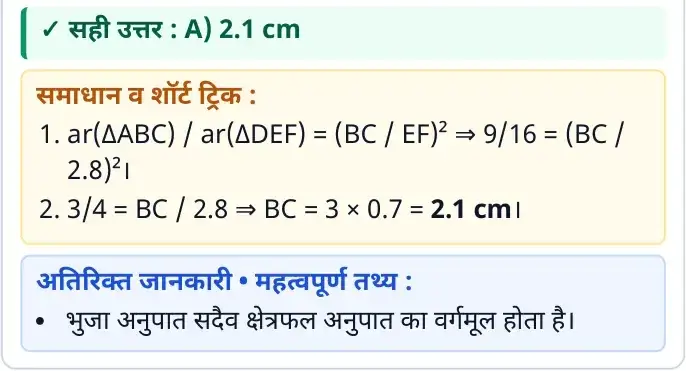 ✓ सही उत्तर : A) 2.1 cm
समाधान व शॉर्ट ट्रिक :
1. ar(ΔABC) / ar(ΔDEF) = (BC / EF)² ⇒ 9/16 = (BC /
2.8)²।
2. 3/4 = BC / 2.8 ⇒ BC = 3 × 0.7 = 2.1 cm।
अतिरिक्त जानकारी • महत्वपूर्ण तथ्य :
• भुजा अनुपात सदैव क्षेत्रफल अनुपात का वर्गमूल होता है।